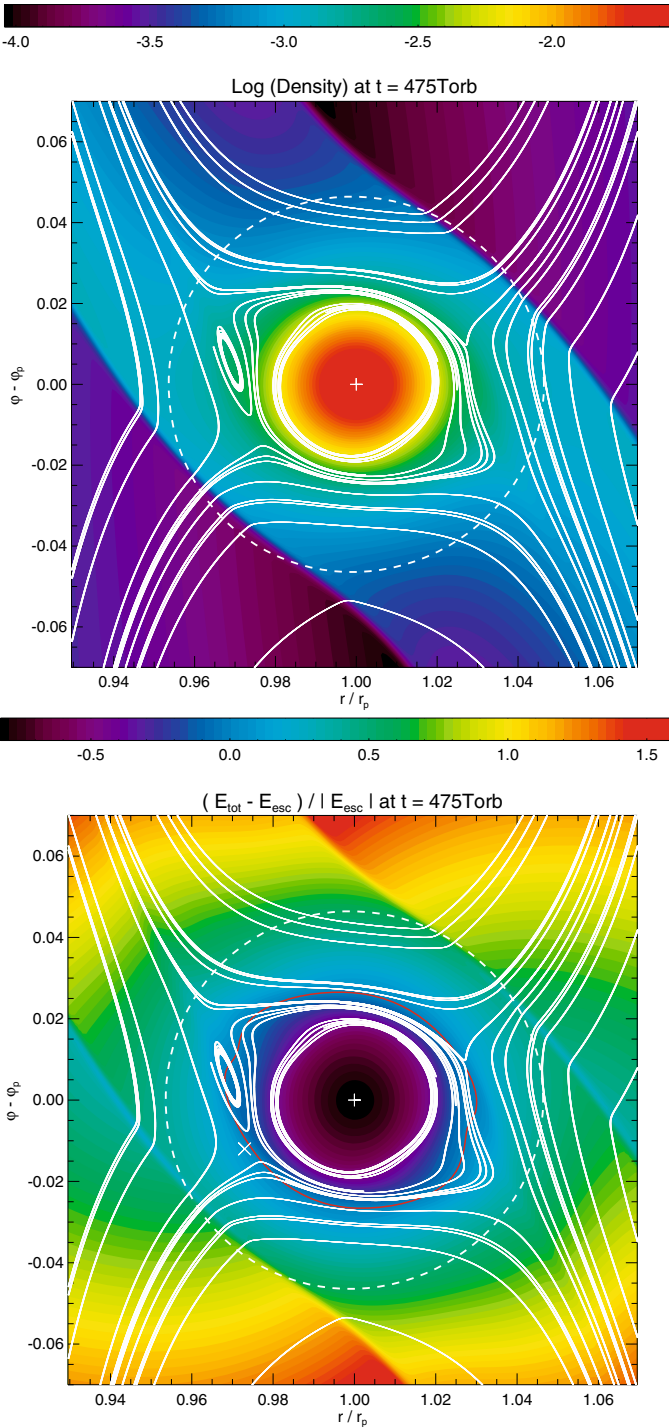 -4.0 -3.5 -3.0 -2.5 -2.0
Log (Density) at t = 475Torb
0.06
0.04
0.02
0.00
-0.02
-0.04
-0.06
φ - φp
0.94 0.96 0.98 1.00 1.02 1.04 1.06
r / rp
-0.5 0.0 0.5 1.0 1.5
( Etot - Eesc ) / | Eesc | at t = 475Torb
0.06
0.04
0.02
0.00
-0.02
-0.04
-0.06
φ - φp
0.94 0.96 0.98 1.00 1.02 1.04 1.06
r / rp